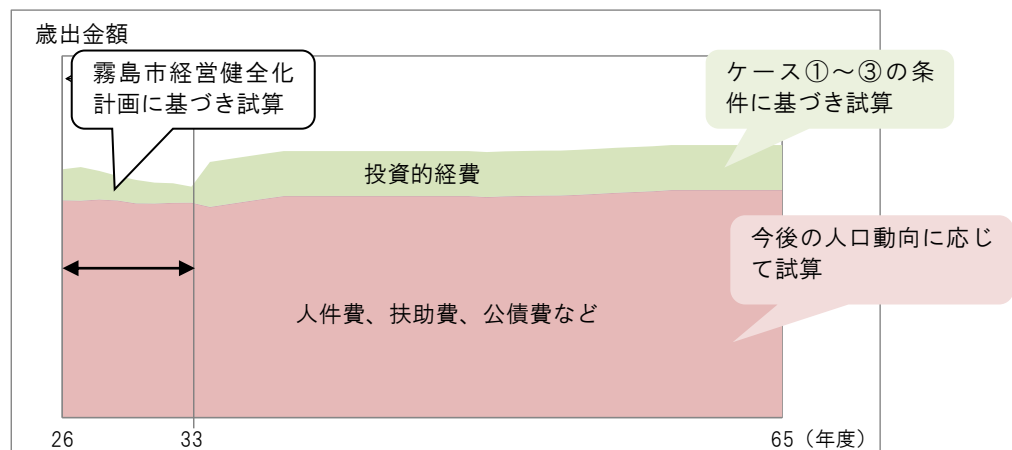 歳出金額
霧島市経営健全化
計画に基づき試算
ケース①～③の条
件に基づき試算
投資的経費
今後の人口動向に応じ
て試算
人件費、扶助費、公債費など
26
33
65（年度）